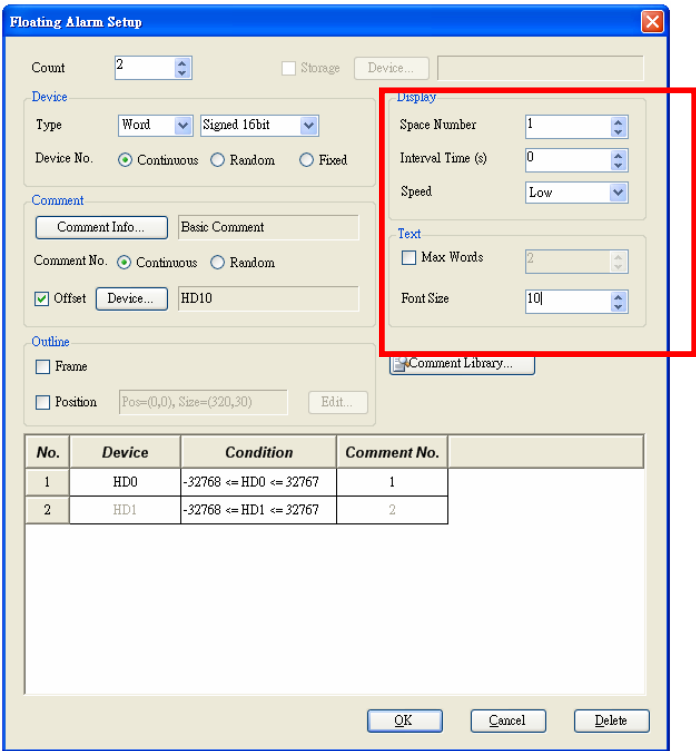 Floating Alarm Setup
Count 2 Storage Device...
Device
Type Word Signed 16bit
Device No. Continuous Random Fixed
Display
Space Number 1
Interval Time (s) 0
Speed Low
Comment
Comment Info... Basic Comment
Comment No. Continuous Random
Offset Device... HD10
Text
Max Words 2
Font Size 10
Outline
Frame
Position Pos=(0,0), Size=(320,30) Edit...
Comment Library...
No. Device Condition Comment No.
1 HD0 -32768 <= HD0 <= 32767 1
2 HD1 -32768 <= HD1 <= 32767 2
OK Cancel Delete